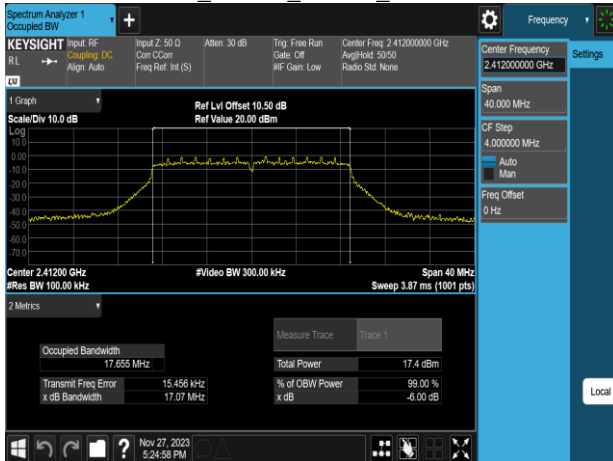 Spectrum Analyzer 1
Occupied BW
+
Frequency
KEYSIGHT
RL
Input: RF
Coupling: DC
Align: Auto
Input Z: 50 Ω
Corr CCorr
Freq Ref: Int (S)
Atten: 30 dB
Trig: Free Run
Gate: Off
#IF Gain: Low
Center Freq: 2.412000000 GHz
Avg|Hold: 50/50
Radio Std: None
LXI
Center Frequency
2.412000000 GHz
Settings
Span
40.000 MHz
CF Step
4.000000 MHz
Auto
Man
Freq Offset
0 Hz
Local
1 Graph
Scale/Div 10.0 dB
Ref Lvl Offset 10.50 dB
Ref Value 20.00 dBm
Log
10.0
0.00
-10.0
-20.0
-30.0
-40.0
-50.0
-60.0
-70.0
Center 2.41200 GHz
#Res BW 100.00 kHz
#Video BW 300.00 kHz
Span 40 MHz
Sweep 3.87 ms (1001 pts)
2 Metrics
Measure Trace
Trace 1
Occupied Bandwidth
17.655 MHz
Total Power
17.4 dBm
Transmit Freq Error
15.456 kHz
% of OBW Power
99.00 %
x dB Bandwidth
17.07 MHz
x dB
-6.00 dB
?
Nov 27, 2023
5:24:58 PM